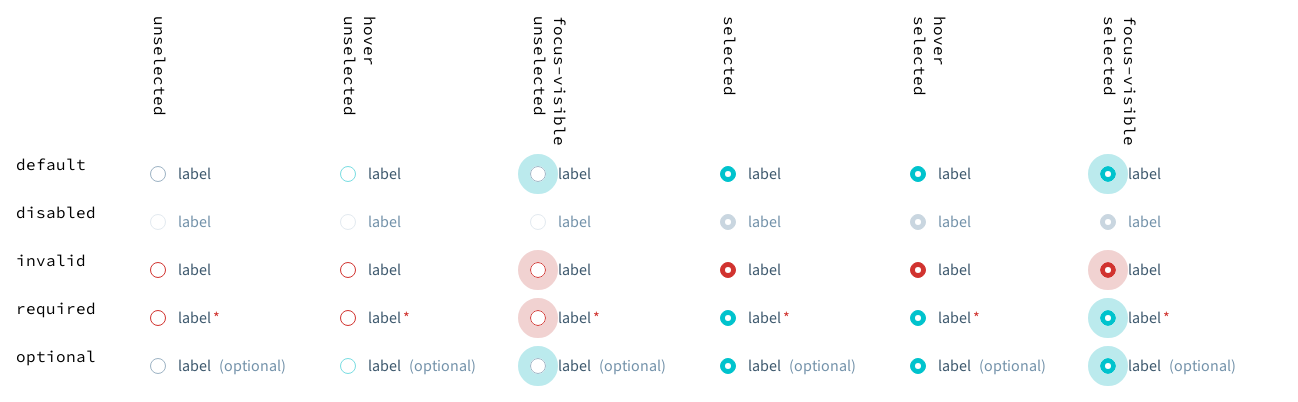 unselected
hover
unselected
focus-visible
unselected
selected
hover
selected
focus-visible
selected
default label label label label label label
disabled label label label label label label
invalid label label label label label label
required label* label* label* label* label* label*
optional label (optional) label (optional) label (optional) label (optional) label (optional) label (optional)